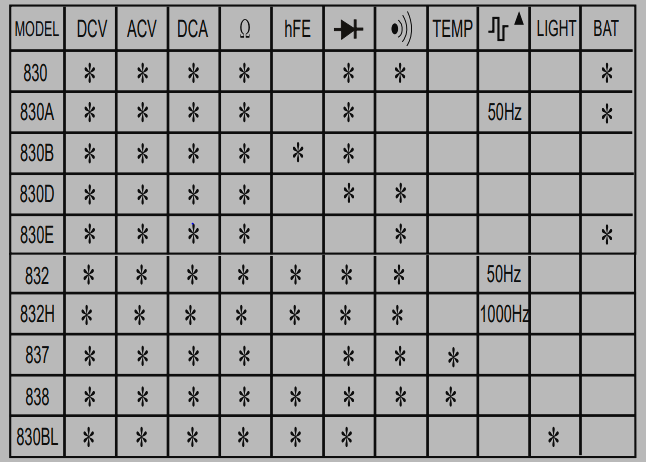 MODEL DCV ACV DCA Ω hFE TEMP LIGHT BAT
830 * * * * * * *
830A * * * * * 50Hz *
830B * * * * * *
830D * * * * * *
830E * * * * * *
832 * * * * * * * 50Hz
832H * * * * * * * 1000Hz
837 * * * * * * *
838 * * * * * * * *
830BL * * * * * * *